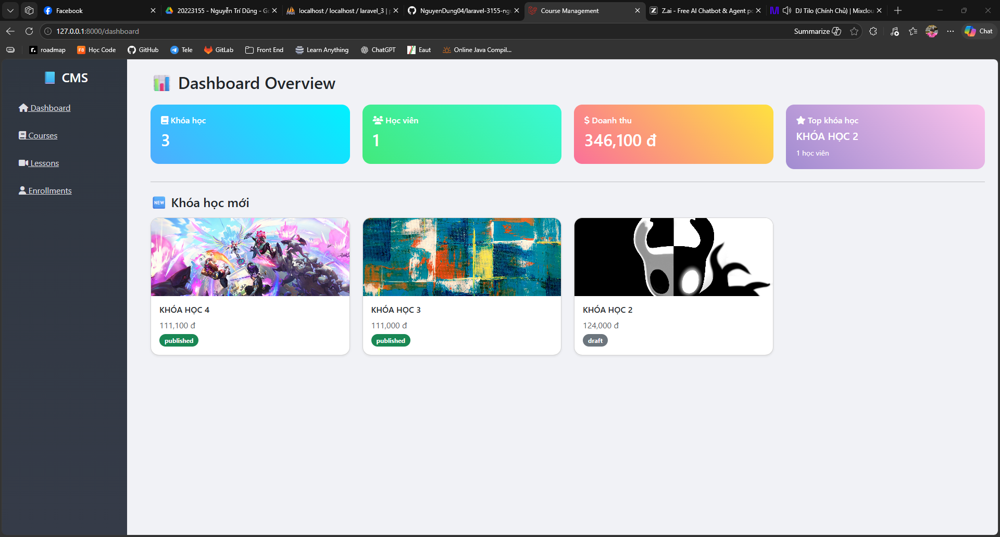 Facebook
20223155 - Nguyễn Trí Dũng - Go
localhost / localhost / laravel_3 | p
NguyenDung04/laravel-3155-ng
Course Management
Z.ai - Free AI Chatbot & Agent po
DJ Tilo (Chính Chủ) | Mixclou
127.0.0.1:8000/dashboard
Summarize
Chat
roadmap
F8 Học Code
GitHub
Tele
GitLab
Front End
Learn Anything
ChatGPT
Eaut
Online Java Compil...
CMS
Dashboard
Courses
Lessons
Enrollments
Dashboard Overview
Khóa học
3
Học viên
1
$ Doanh thu
346,100 đ
Top khóa học
KHÓA HỌC 2
1 học viên
NEW Khóa học mới
KHÓA HỌC 4
111,100 đ
published
KHÓA HỌC 3
111,000 đ
published
KHÓA HỌC 2
124,000 đ
draft